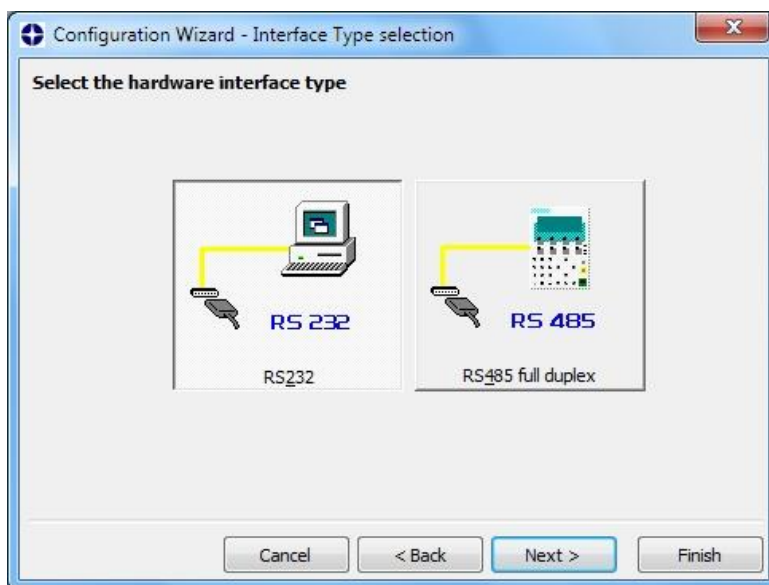 Configuration Wizard - Interface Type selection
Select the hardware interface type
RS 232
RS 485
RS232
RS485 full duplex
Cancel
< Back
Next >
Finish